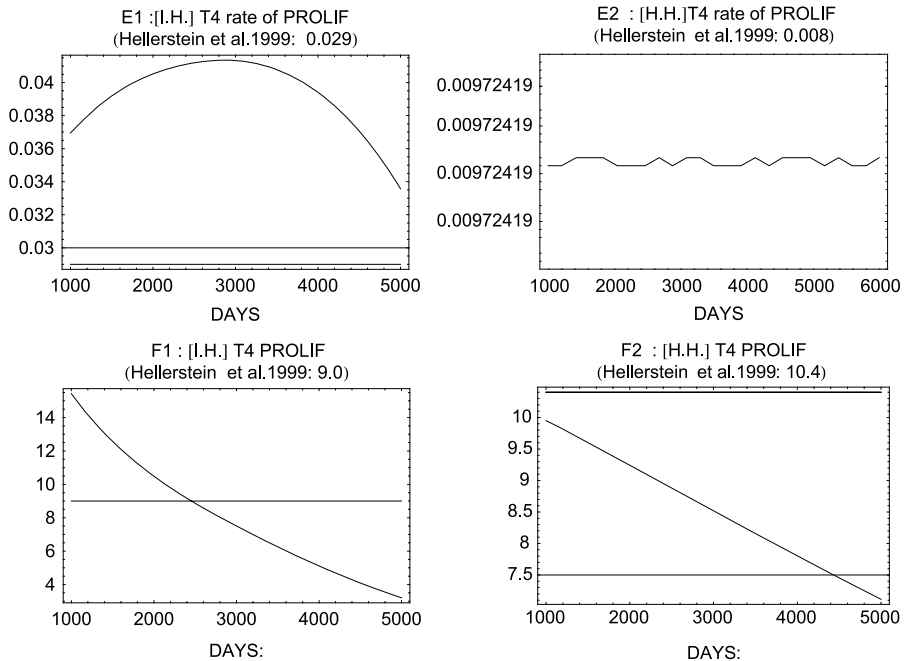 E1 :[I.H.] T4 rate of PROLIF
(Hellerstein et al.1999: 0.029)
0.04
0.038
0.036
0.034
0.032
0.03
1000 2000 3000 4000 5000
DAYS
E2 : [H.H.]T4 rate of PROLIF
(Hellerstein et al.1999: 0.008)
0.00972419
0.00972419
0.00972419
0.00972419
1000 2000 3000 4000 5000 6000
DAYS
F1 : [I.H.] T4 PROLIF
(Hellerstein et al.1999: 9.0)
14
12
10
8
6
4
1000 2000 3000 4000 5000
DAYS:
F2 : [H.H.] T4 PROLIF
(Hellerstein et al.1999: 10.4)
10
9.5
9
8.5
8
7.5
1000 2000 3000 4000 5000
DAYS: